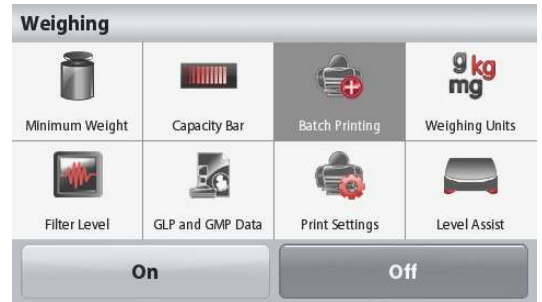 Weighing
g kg
mg
Minimum Weight Capacity Bar Batch Printing Weighing Units
Filter Level GLP and GMP Data Print Settings Level Assist
On Off